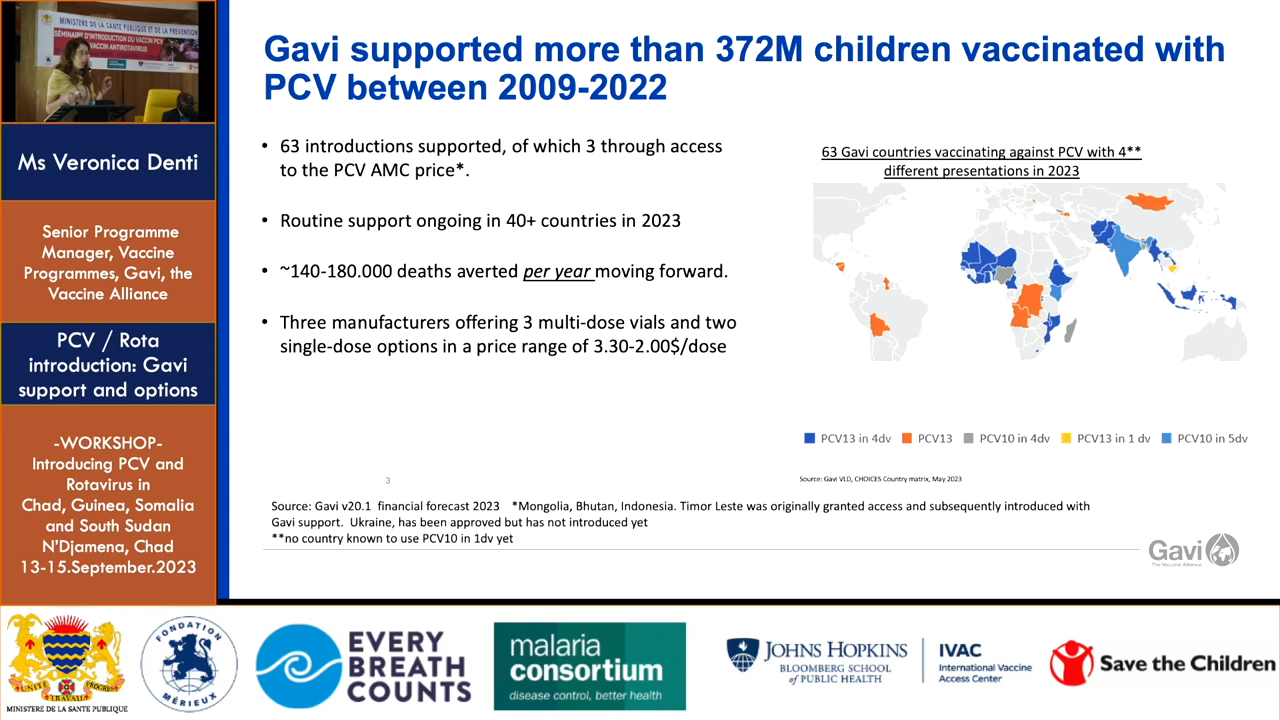 MINISTERE DE LA SANTE PUBLIQUE ET DE LA PREVENTION
SÉMINAIRE D'INTRODUCTION DU VACCIN PCV
VACCIN ANTIROTAVIRUS
Ms Veronica Denti
Senior Programme
Manager, Vaccine
Programmes, Gavi, the
Vaccine Alliance
PCV / Rota
introduction: Gavi
support and options
-WORKSHOP-
Introducing PCV and
Rotavirus in
Chad, Guinea, Somalia
and South Sudan
N'Djamena, Chad
13-15.September.2023
Gavi supported more than 372M children vaccinated with
PCV between 2009-2022
• 63 introductions supported, of which 3 through access
to the PCV AMC price*.
• Routine support ongoing in 40+ countries in 2023
• ~140-180.000 deaths averted per year moving forward.
• Three manufacturers offering 3 multi-dose vials and two
single-dose options in a price range of 3.30-2.00$/dose
63 Gavi countries vaccinating against PCV with 4**
different presentations in 2023
PCV13 in 4dv PCV13 PCV10 in 4dv PCV13 in 1 dv PCV10 in 5dv
3
Source: Gavi VLD, CHOICES Country matrix, May 2023
Source: Gavi v20.1 financial forecast 2023 *Mongolia, Bhutan, Indonesia. Timor Leste was originally granted access and subsequently introduced with
Gavi support. Ukraine, has been approved but has not introduced yet
**no country known to use PCV10 in 1dv yet
Gavi
The Vaccine Alliance
UNITE TRAVAIL PROGRES
MINISTERE DE LA SANTE PUBLIQUE
FONDATION
MÉRIEUX
EVERY
BREATH
COUNTS
malaria
consortium
disease control, better health
JOHNS HOPKINS
BLOOMBERG SCHOOL
of PUBLIC HEALTH
IVAC
International Vaccine
Access Center
Save the Children